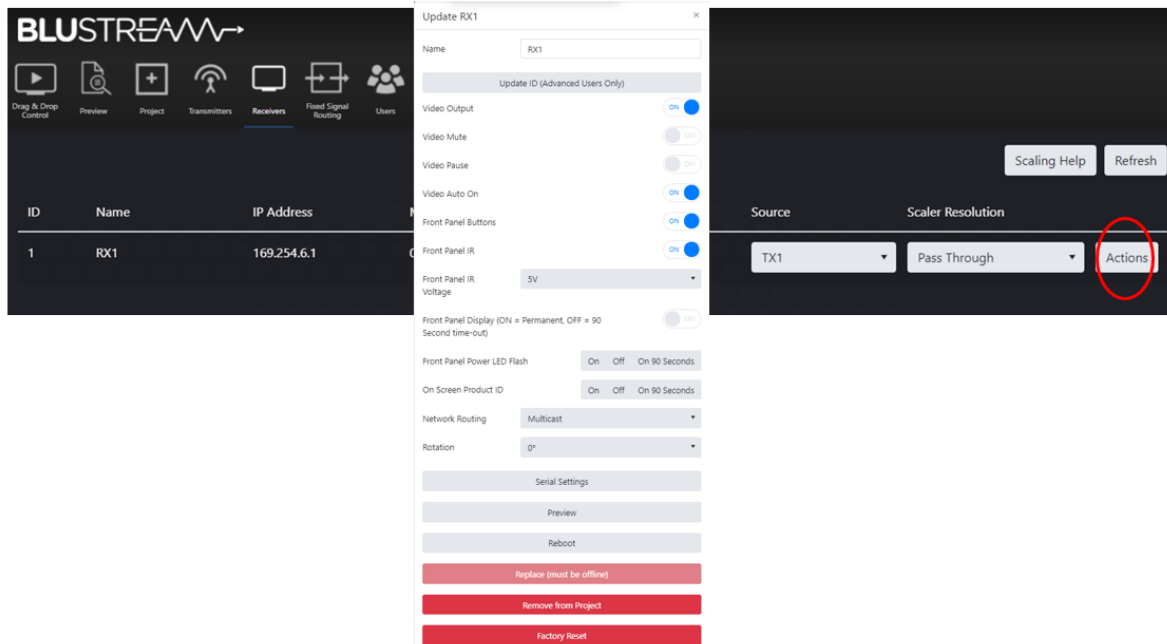 BLUSTREAM
Drag & Drop
Control
Preview
Project
Transmitters
Receivers
Fixed Signal
Routing
Users
Scaling Help
Refresh
ID
Name
IP Address
Source
Scaler Resolution
1
RX1
169.254.6.1
TX1
Pass Through
Actions
Update RX1
×
Name
RX1
Update ID (Advanced Users Only)
Video Output
ON
Video Mute
OFF
Video Pause
OFF
Video Auto On
ON
Front Panel Buttons
ON
Front Panel IR
ON
Front Panel IR
Voltage
5V
Front Panel Display (ON = Permanent, OFF = 90
Second time-out)
OFF
Front Panel Power LED Flash
On Off On 90 Seconds
On Screen Product ID
On Off On 90 Seconds
Network Routing
Multicast
Rotation
0°
Serial Settings
Preview
Reboot
Replace (must be offline)
Remove from Project
Factory Reset